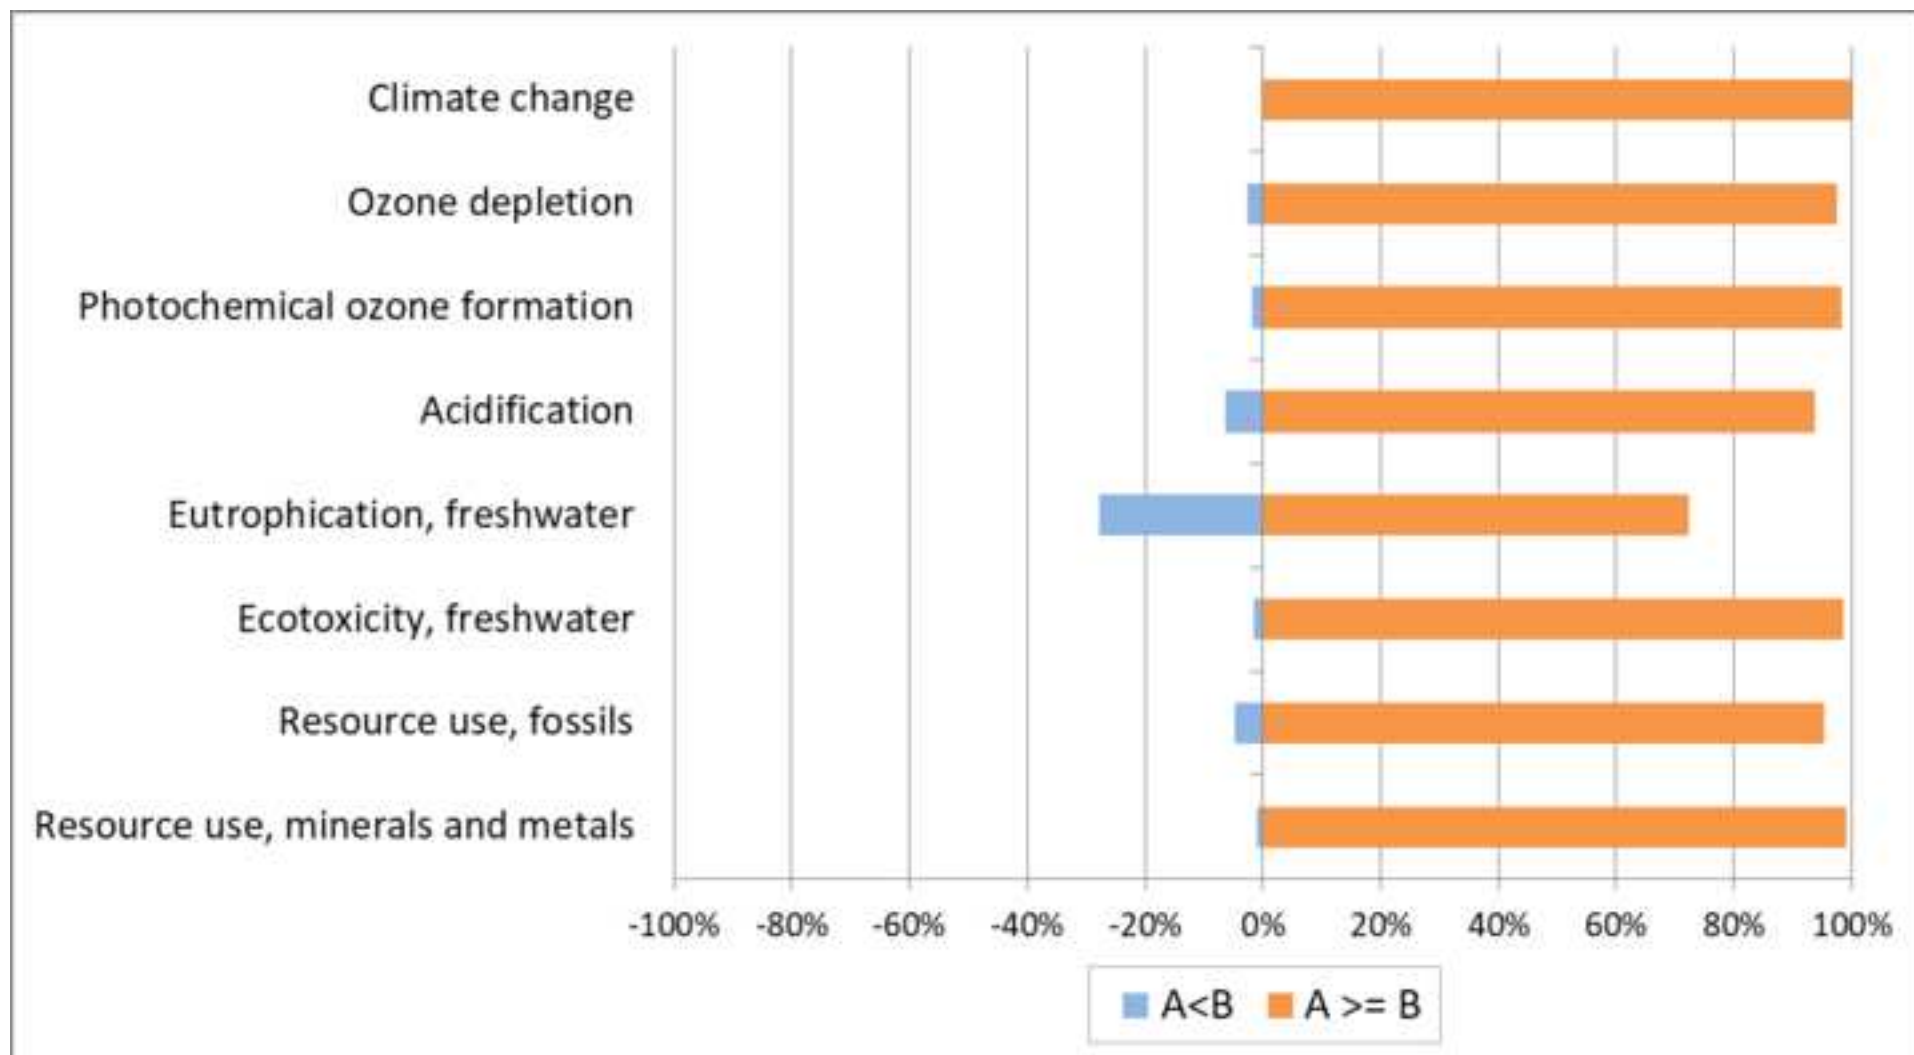 Climate change
Ozone depletion
Photochemical ozone formation
Acidification
Eutrophication, freshwater
Ecotoxicity, freshwater
Resource use, fossils
Resource use, minerals and metals
-100% -80% -60% -40% -20% 0% 20% 40% 60% 80% 100%
A<B A >= B